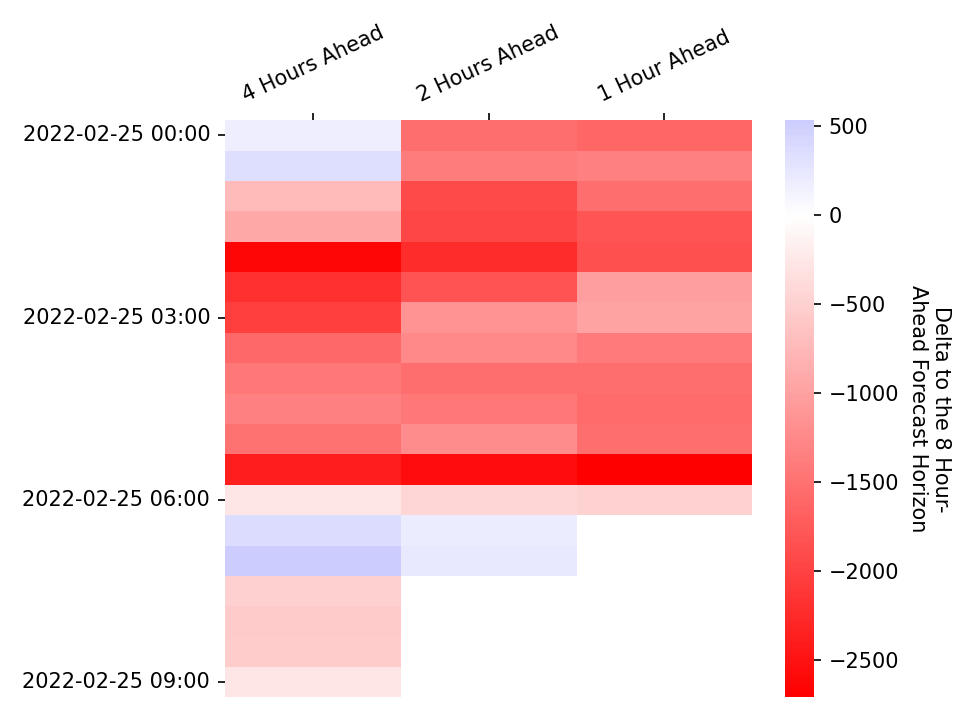 4 Hours Ahead
2 Hours Ahead
1 Hour Ahead
2022-02-25 00:00
2022-02-25 03:00
2022-02-25 06:00
2022-02-25 09:00
500
0
−500
−1000
−1500
−2000
−2500
Delta to the 8 Hour-
Ahead Forecast Horizon